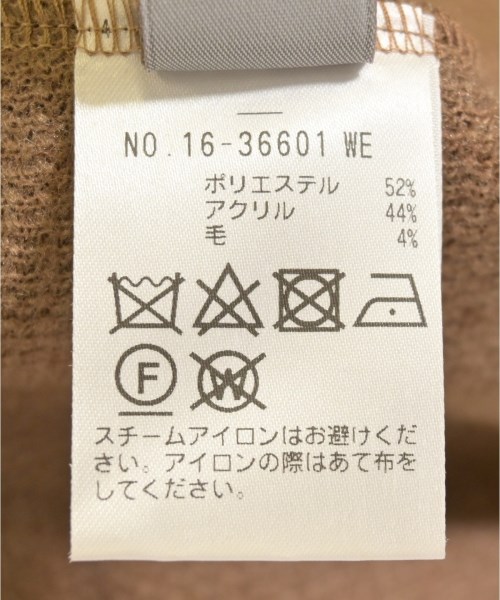 4
NO.16-36601 WE
ポリエステル 52%
アクリル 44%
毛 4%
F W
スチームアイロンはお避けくだ
さい。アイロンの際はあて布を
してください。